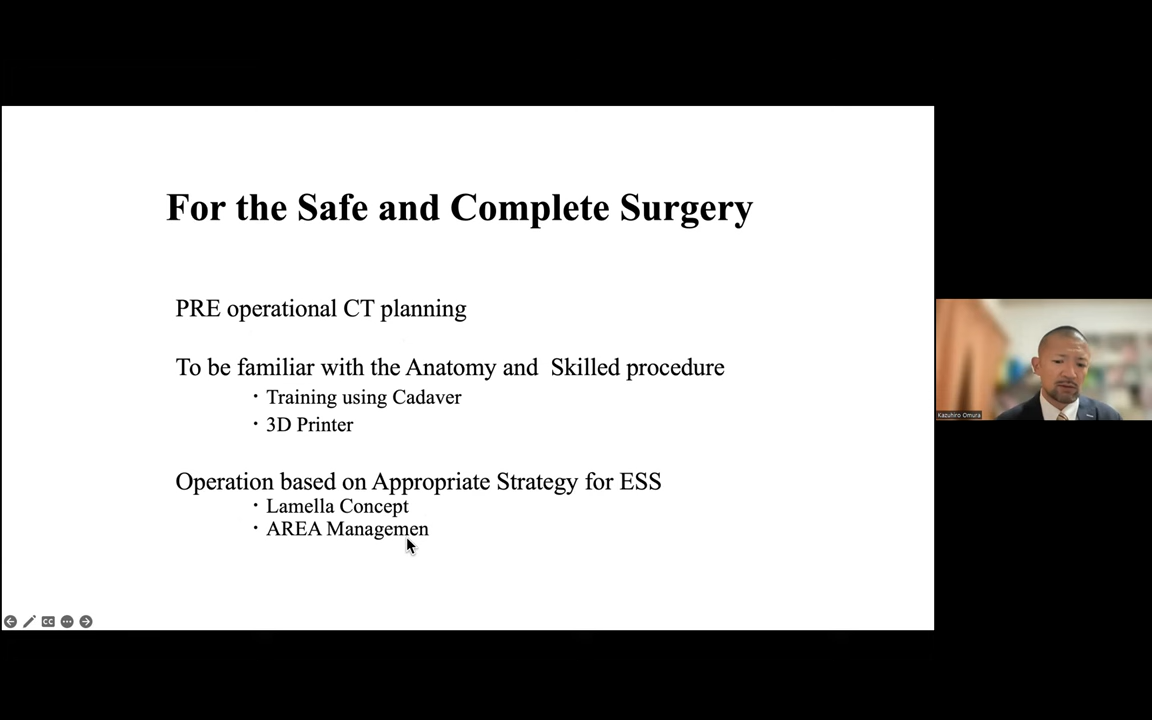 For the Safe and Complete Surgery
PRE operational CT planning
To be familiar with the Anatomy and  Skilled procedure
・Training using Cadaver
・3D Printer
Operation based on Appropriate Strategy for ESS
・Lamella Concept
・AREA Managemen
CC
Kazuhiro Omura